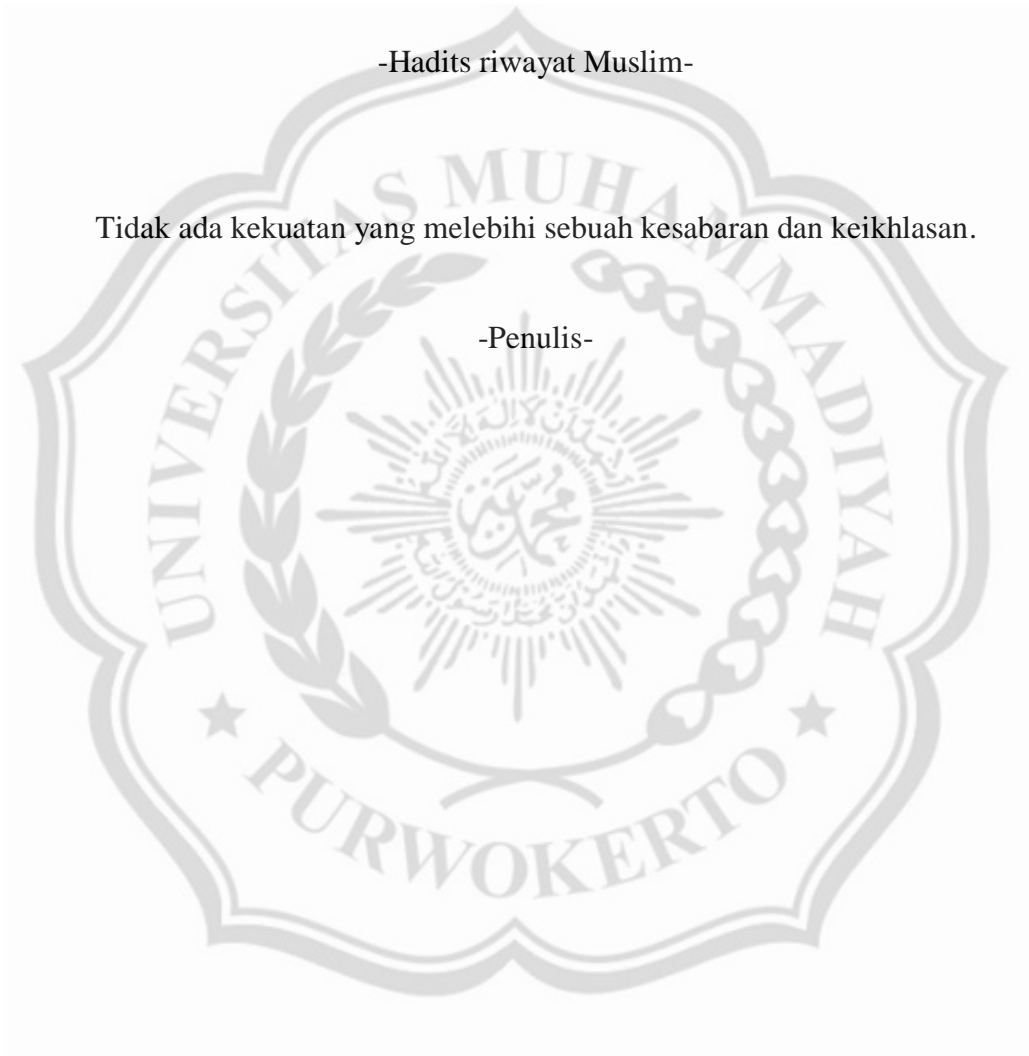 -Hadits riwayat Muslim-
UNIVERSITAS MUHAMMADIYAH
Tidak ada kekuatan yang melebihi sebuah kesabaran dan keikhlasan.
-Penulis-
PURWOKERTO